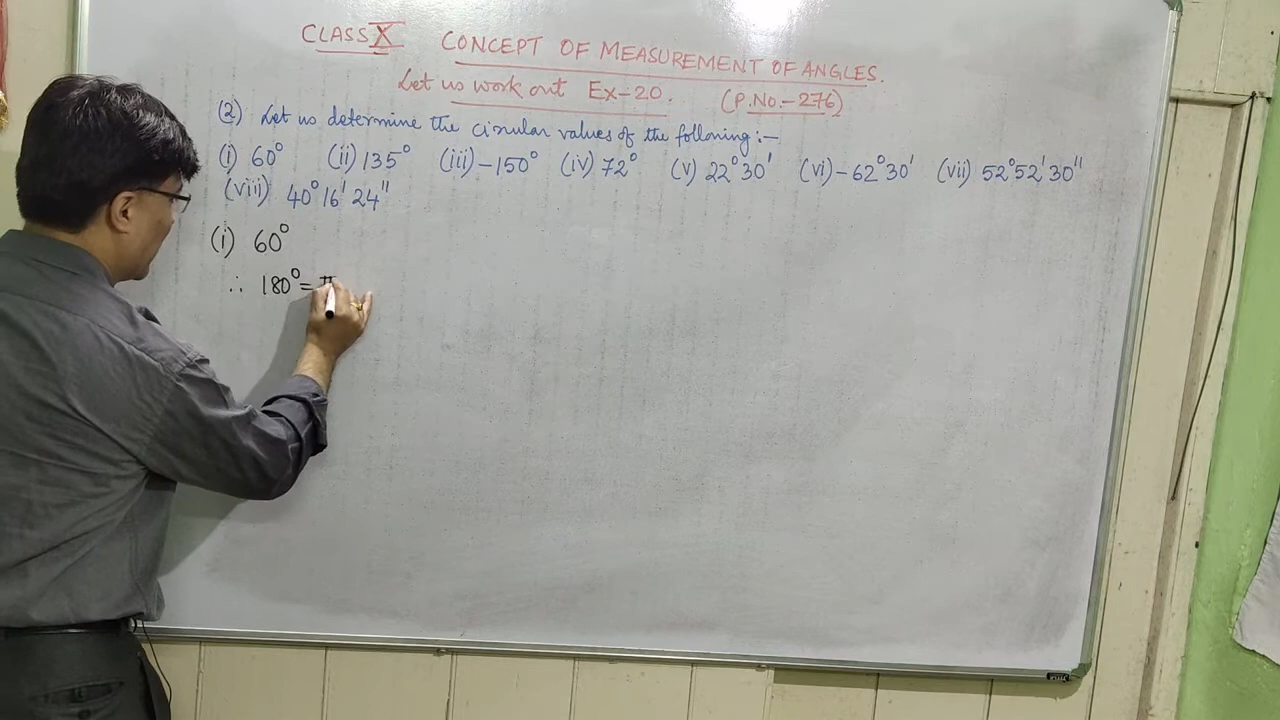 CLASS X CONCEPT OF MEASUREMENT OF ANGLES.
Let us work out Ex-20. (P.No.-276)
(2) Let us determine the cirular values of the following:-
(i) 60° (ii) 135° (iii) -150° (iv) 72° (v) 22°30' (vi) -62°30' (vii) 52°52'30"
(viii) 40°16'24"
(i) 60°
∴ 180° = π